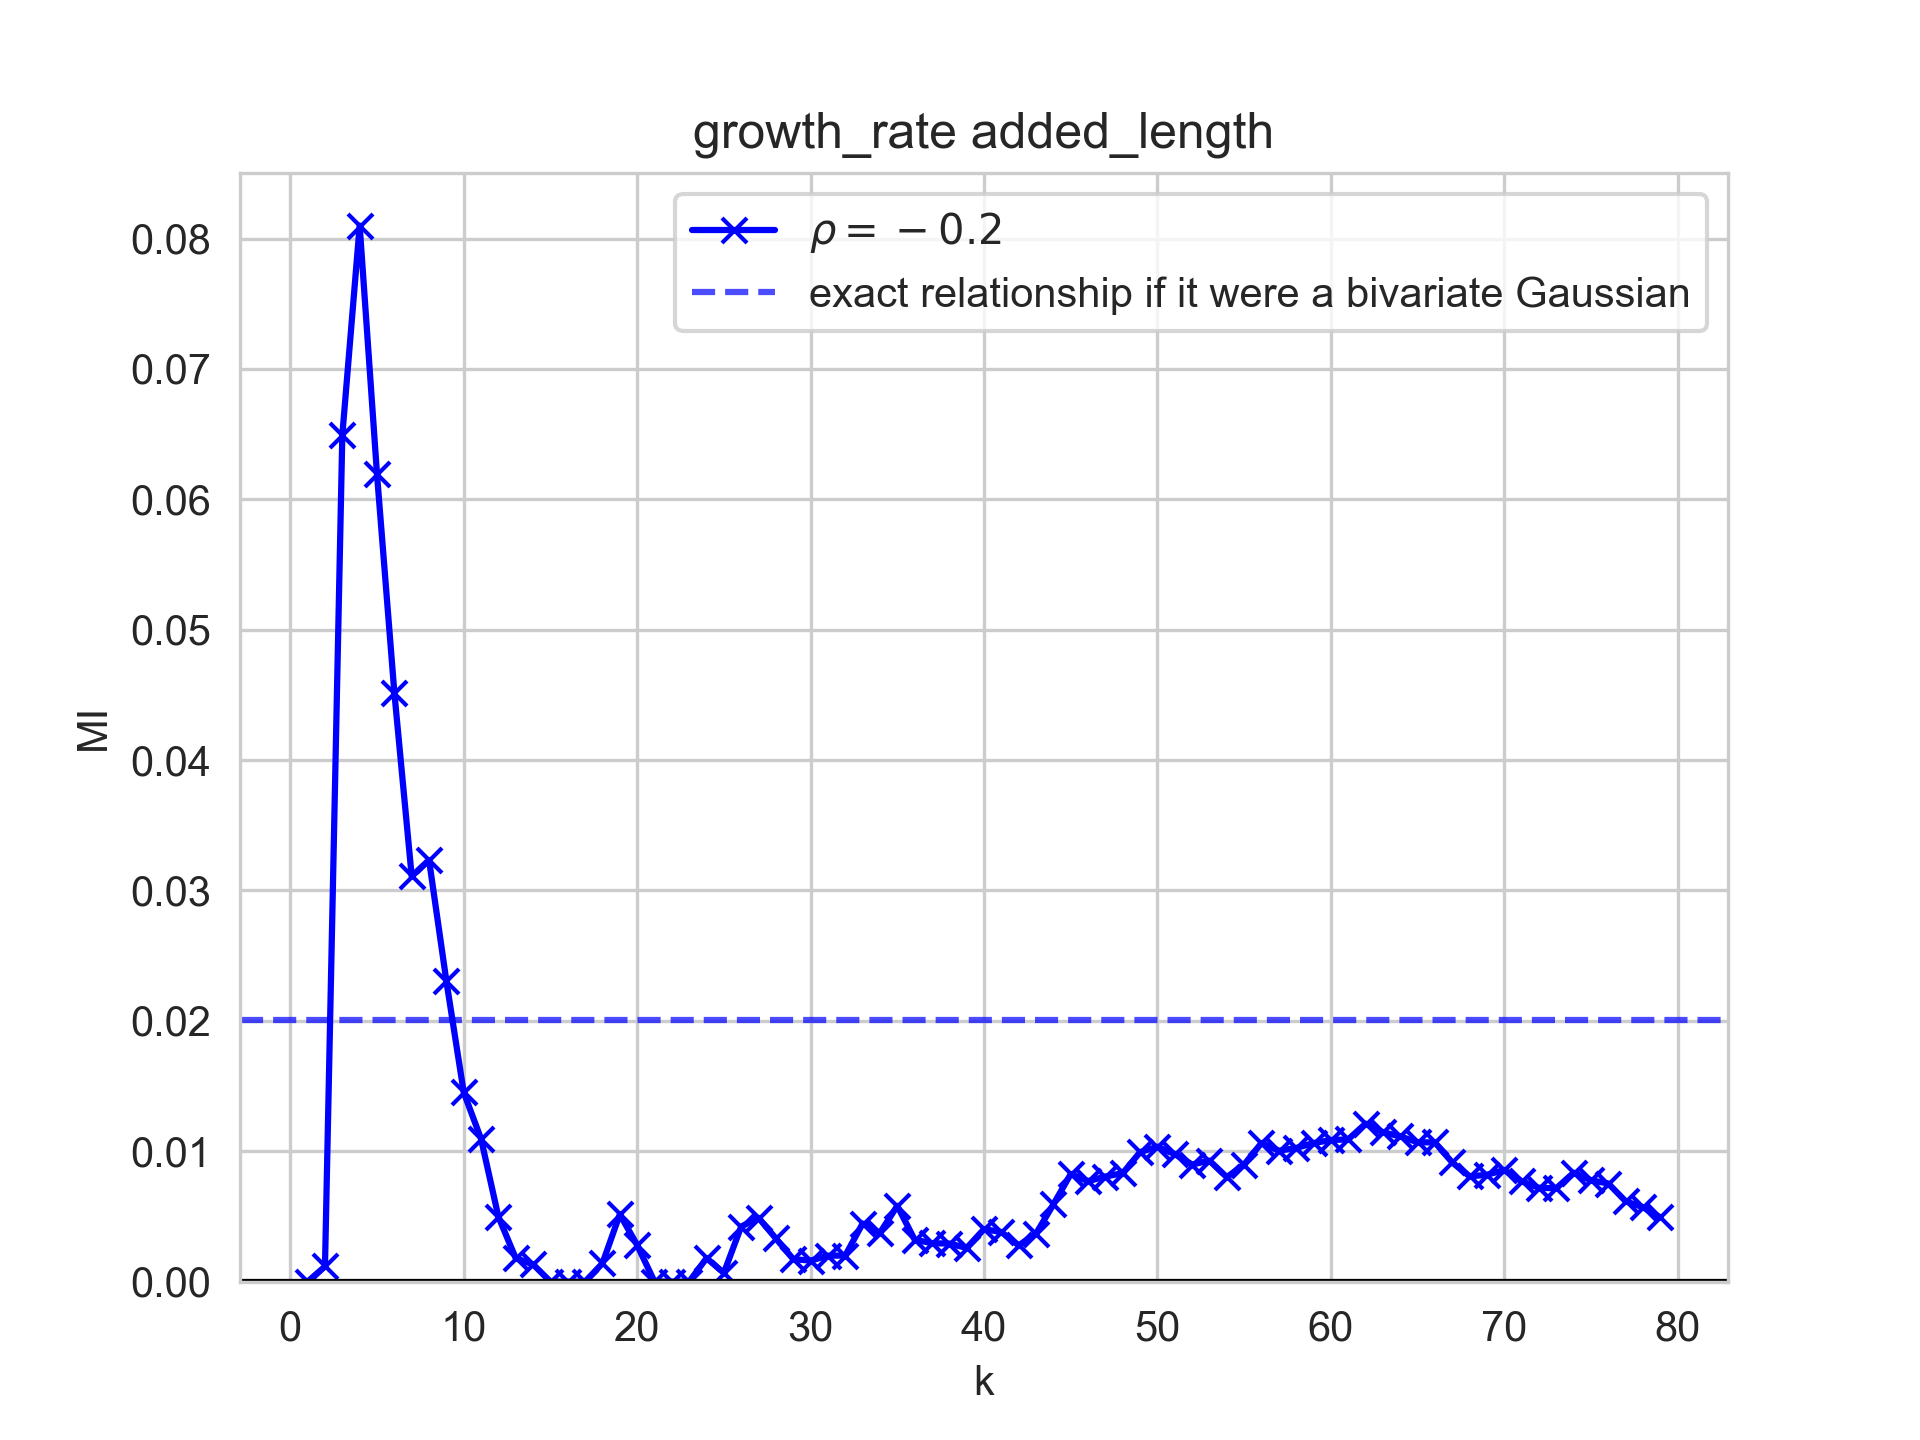 growth_rate added_length
ρ = −0.2
exact relationship if it were a bivariate Gaussian
MI
0.08
0.07
0.06
0.05
0.04
0.03
0.02
0.01
0.00
0 10 20 30 40 50 60 70 80
k